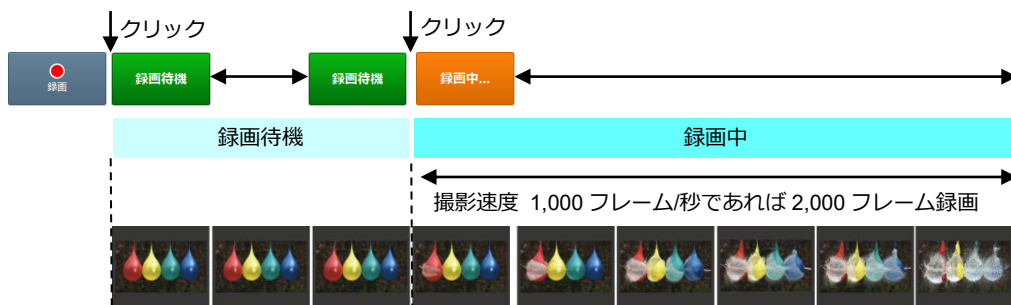 クリック
クリック
録画
録画待機
録画待機
録画中...
録画待機
録画中
撮影速度 1,000 フレーム/秒であれば 2,000 フレーム録画